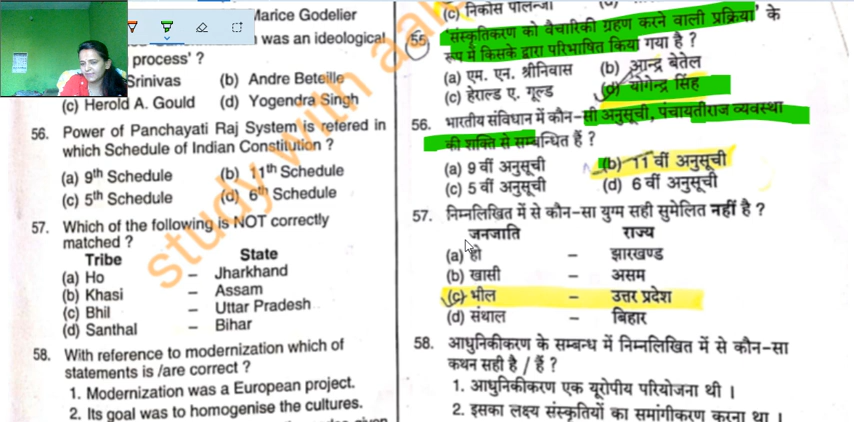 Marice Godelier
was an ideological
process' ?
Srinivas (b) Andre Beteille
(c) Herold A. Gould (d) Yogendra Singh
56. Power of Panchayati Raj System is refered in
which Schedule of Indian Constitution ?
(a) 9th Schedule (b) 11th Schedule
(c) 5th Schedule (d) 6th Schedule
57. Which of the following is NOT correctly
matched ?
Tribe State
(a) Ho – Jharkhand
(b) Khasi – Assam
(c) Bhil – Uttar Pradesh
(d) Santhal – Bihar
58. With reference to modernization which of
statements is /are correct ?
1. Modernization was a European project.
2. Its goal was to homogenise the cultures.
study with
(c) निकोस पोलन्जा
55. 'संस्कृतिकरण को वैचारिकी ग्रहण करने वाली प्रक्रिया' के
रूप में किसके द्वारा परिभाषित किया गया है ?
(a) एम. एन. श्रीनिवास (b) आन्द्र बेतेल
(c) हेराल्ड ए. गूल्ड (d) योगेन्द्र सिंह
56. भारतीय संविधान में कौन-सी अनुसूची, पंचायतीराज व्यवस्था
की शक्ति से सम्बन्धित हैं ?
(a) 9 वीं अनुसूची (b) 11 वीं अनुसूची
(c) 5 वीं अनुसूची (d) 6 वीं अनुसूची
57. निम्नलिखित में से कौन-सा युग्म सही सुमेलित नहीं है ?
जनजाति राज्य
(a) हो – झारखण्ड
(b) खासी – असम
(c) भील – उत्तर प्रदेश
(d) संथाल – बिहार
58. आधुनिकीकरण के सम्बन्ध में निम्नलिखित में से कौन-सा
कथन सही है / हैं ?
1. आधुनिकीकरण एक यूरोपीय परियोजना थी ।
2. इसका लक्ष्य संस्कृतियों का समांगीकरण करना था ।